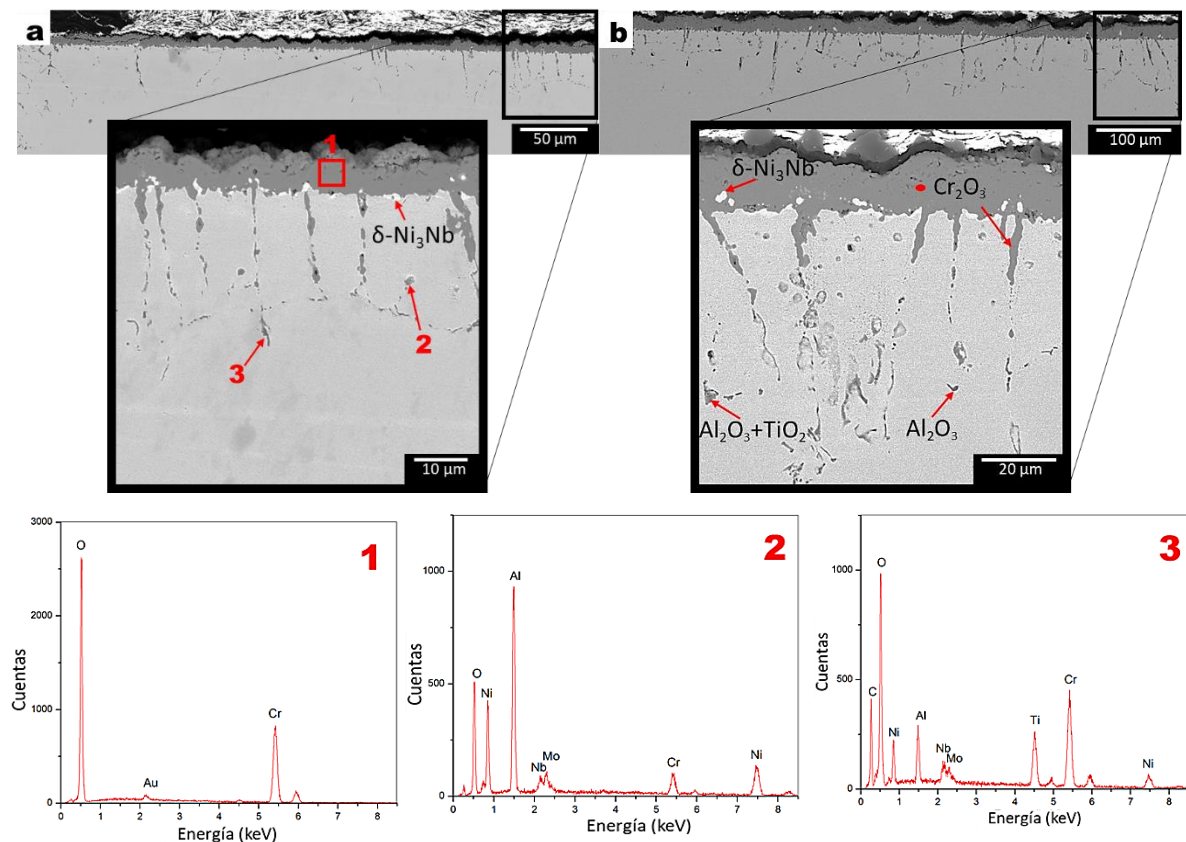 a
b
50 µm
100 µm
1
δ-Ni₃Nb
2
3
10 µm
δ-Ni₃Nb
Cr₂O₃
Al₂O₃+TiO₂
Al₂O₃
20 µm
3000
2000
1000
0
Cuentas
O
Au
Cr
1
0 1 2 3 4 5 6 7 8
Energía (keV)
1000
500
0
Cuentas
O
Ni
Al
Nb
Mo
Cr
Ni
2
0 1 2 3 4 5 6 7 8
Energía (keV)
1000
500
0
Cuentas
C
O
Ni
Al
Nb
Mo
Ti
Cr
Ni
3
0 1 2 3 4 5 6 7 8
Energía (keV)